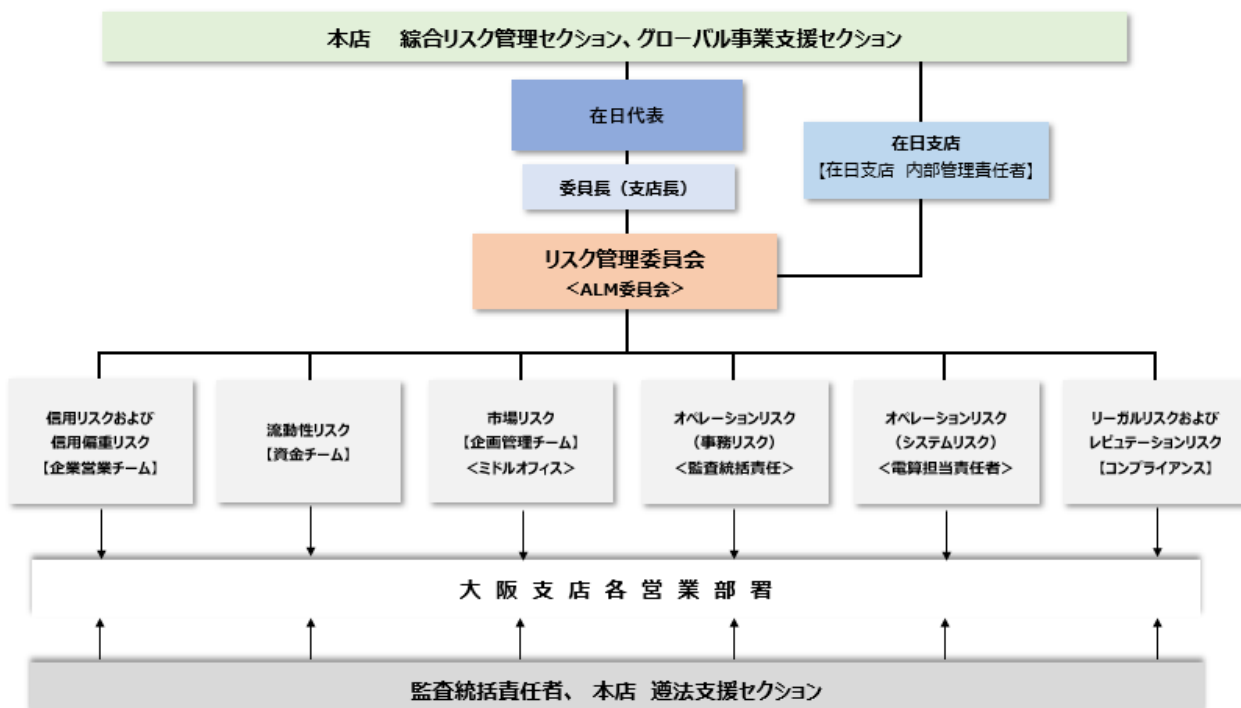 本店 綜合リスク管理セクション、グローバル事業支援セクション
在日代表
在日支店
【在日支店 内部管理責任者】
委員長（支店長）
リスク管理委員会
<ALM委員会>
信用リスクおよび
信用偏重リスク
【企業営業チーム】
流動性リスク
【資金チーム】
市場リスク
【企画管理チーム】
<ミドルオフィス>
オペレーションリスク
（事務リスク）
<監査統括責任>
オペレーションリスク
（システムリスク）
<電算担当責任者>
リーガルリスクおよび
レピュテーションリスク
【コンプライアンス】
大 阪 支 店 各 営 業 部 署
監査統括責任者、 本店 遵法支援セクション